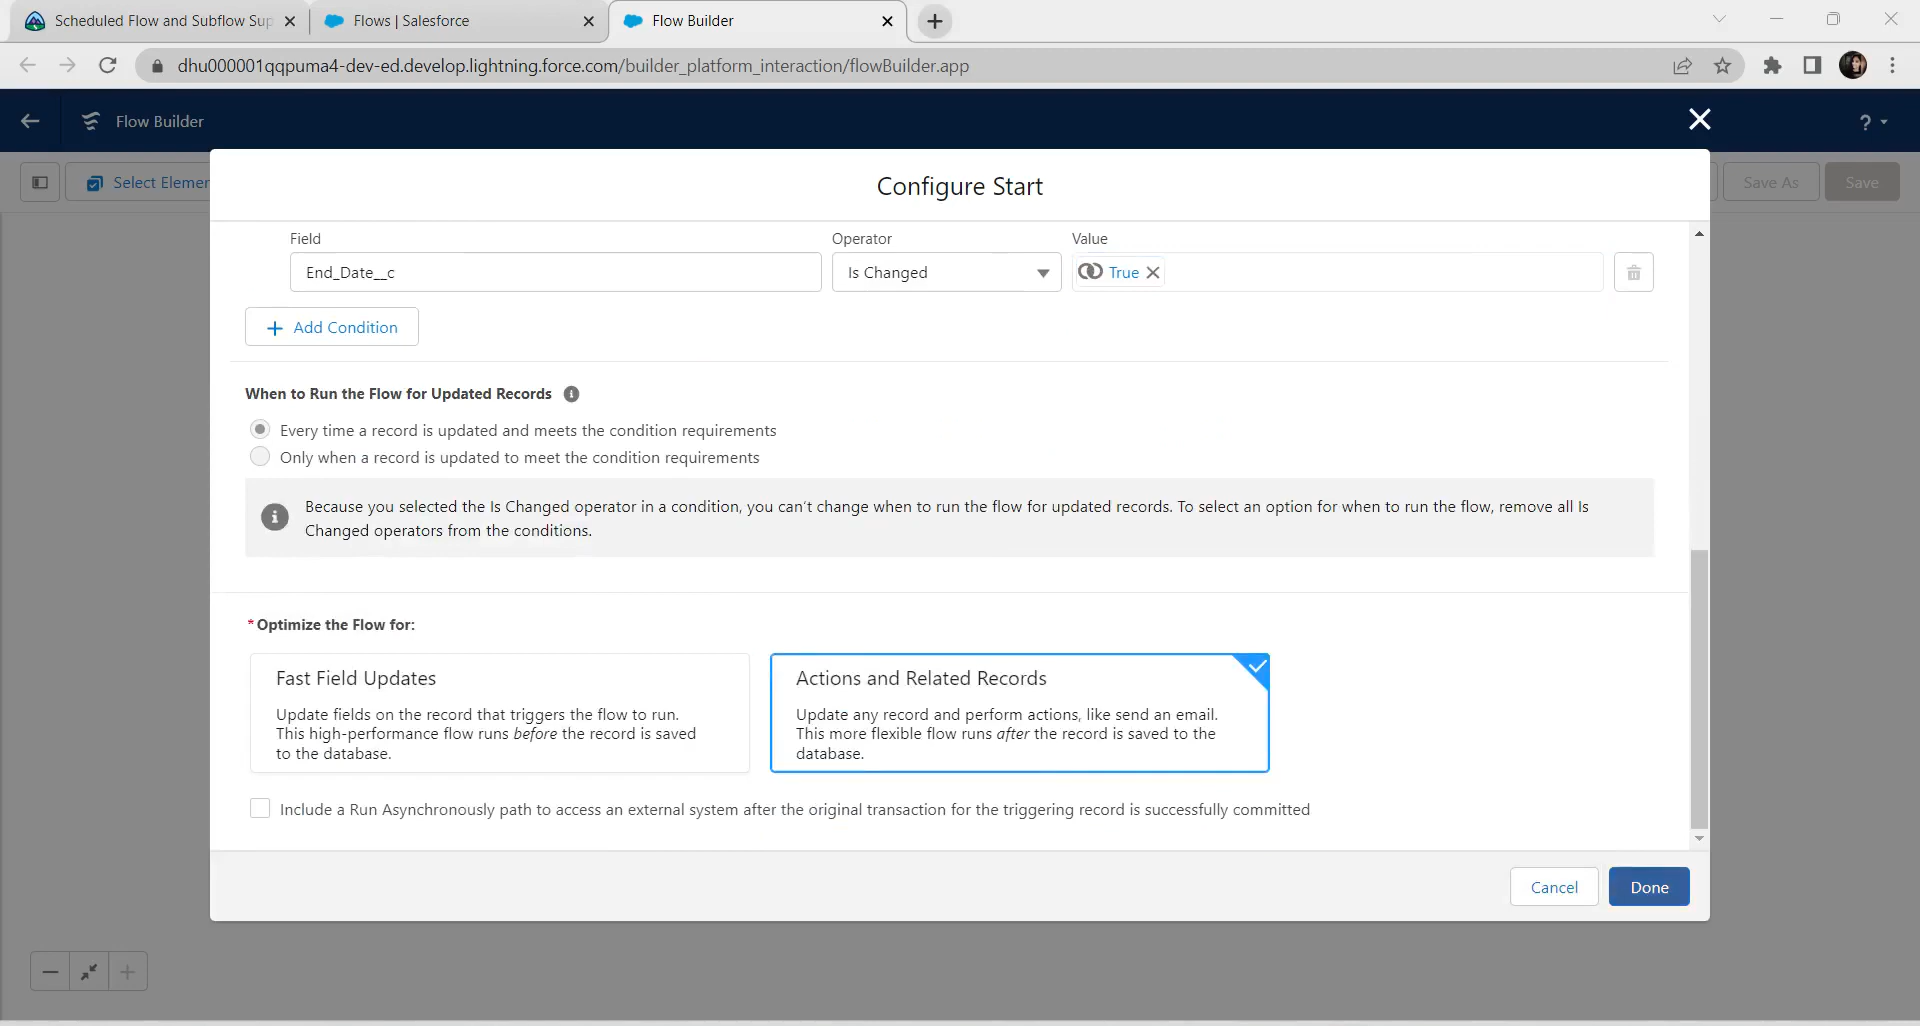 Scheduled Flow and Subflow Sup
Flows | Salesforce
Flow Builder
dhu000001qqpuma4-dev-ed.develop.lightning.force.com/builder_platform_interaction/flowBuilder.app
Flow Builder
?
Select Elemen
Save As
Save
Configure Start
Field
Operator
Value
End_Date__c
Is Changed
True
Add Condition
When to Run the Flow for Updated Records
Every time a record is updated and meets the condition requirements
Only when a record is updated to meet the condition requirements
Because you selected the Is Changed operator in a condition, you can't change when to run the flow for updated records. To select an option for when to run the flow, remove all Is
Changed operators from the conditions.
*Optimize the Flow for:
Fast Field Updates
Update fields on the record that triggers the flow to run.
This high-performance flow runs before the record is saved
to the database.
Actions and Related Records
Update any record and perform actions, like send an email.
This more flexible flow runs after the record is saved to the
database.
Include a Run Asynchronously path to access an external system after the original transaction for the triggering record is successfully committed
Cancel
Done